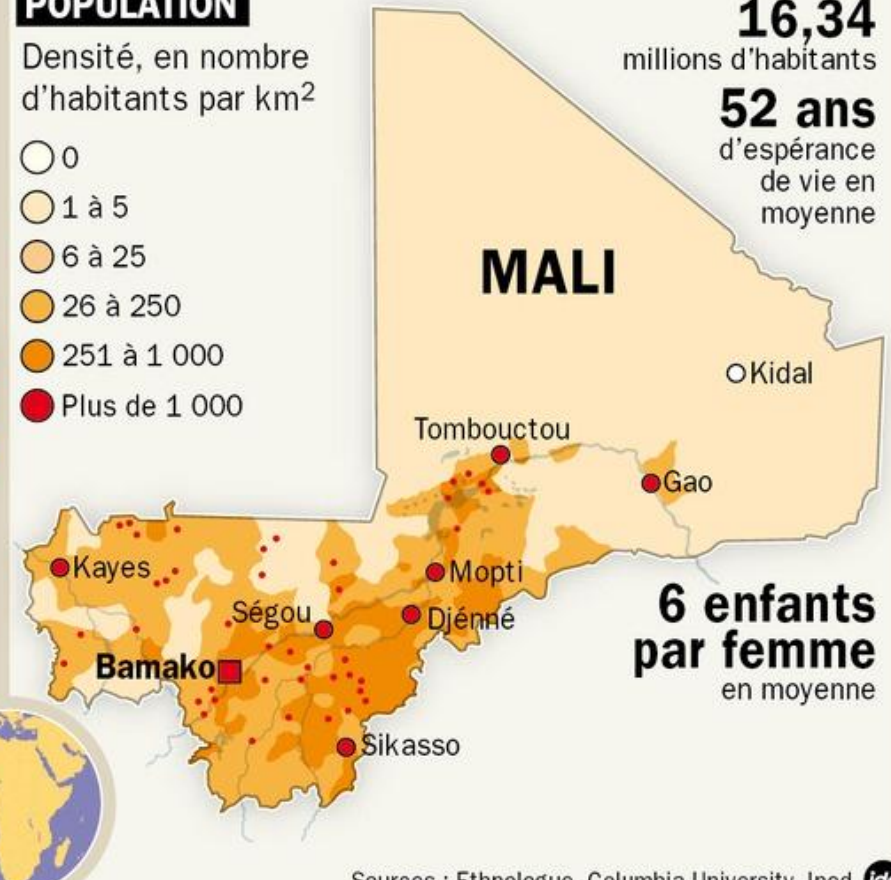 POPULATION
Densité, en nombre
d'habitants par km²
0
1 à 5
6 à 25
26 à 250
251 à 1 000
Plus de 1 000
16,34
millions d'habitants
52 ans
d'espérance
de vie en
moyenne
MALI
Kidal
Tombouctou
Gao
Kayes
Mopti
Ségou
Djénné
Bamako
6 enfants
par femme
en moyenne
Sikasso
Sources : Ethnologue, Columbia University, Ined